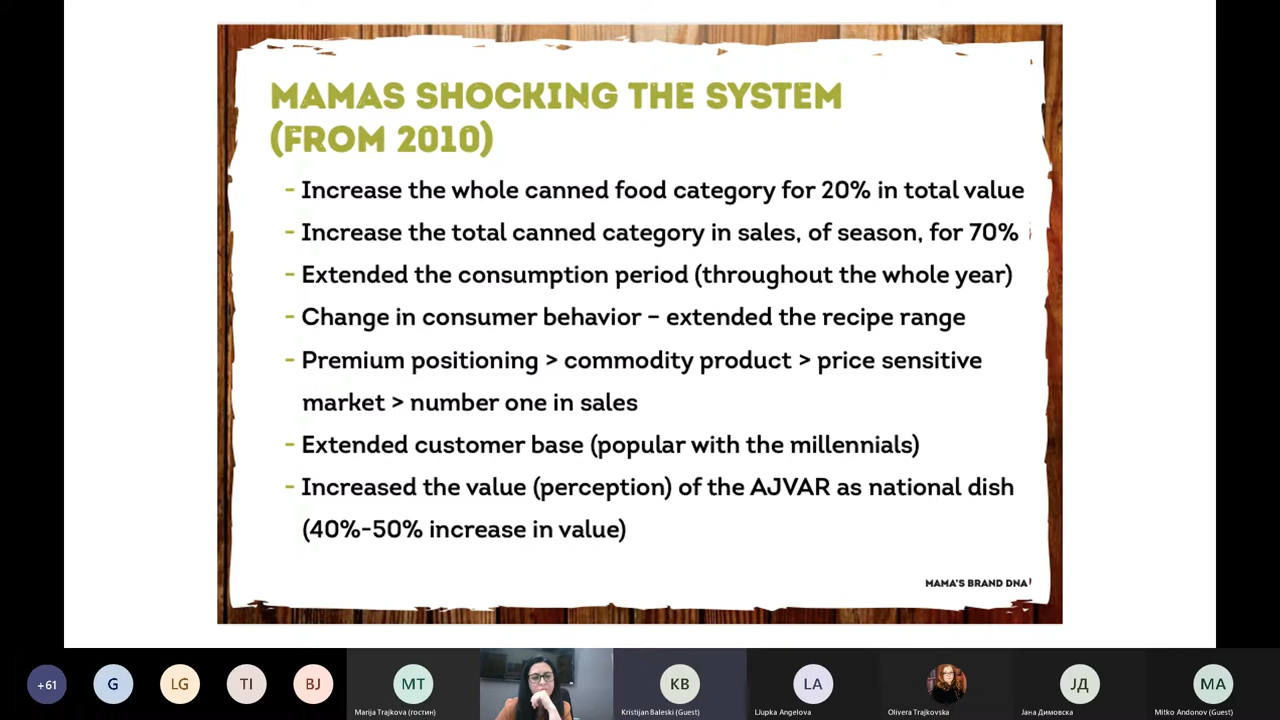 MAMAS SHOCKING THE SYSTEM
(FROM 2010)
- Increase the whole canned food category for 20% in total value
- Increase the total canned category in sales, of season, for 70%
- Extended the consumption period (throughout the whole year)
- Change in consumer behavior – extended the recipe range
- Premium positioning > commodity product > price sensitive
market > number one in sales
- Extended customer base (popular with the millennials)
- Increased the value (perception) of the AJVAR as national dish
(40%-50% increase in value)
MAMA'S BRAND DNA
+61
G
LG
TI
BJ
MT
KB
LA
JД
MA
Marija Trajkova (гостин)
Kristijan Baleski (Guest)
LJupka Angelova
Olivera Trajkovska
Јана Димовска
Mitko Andonov (Guest)